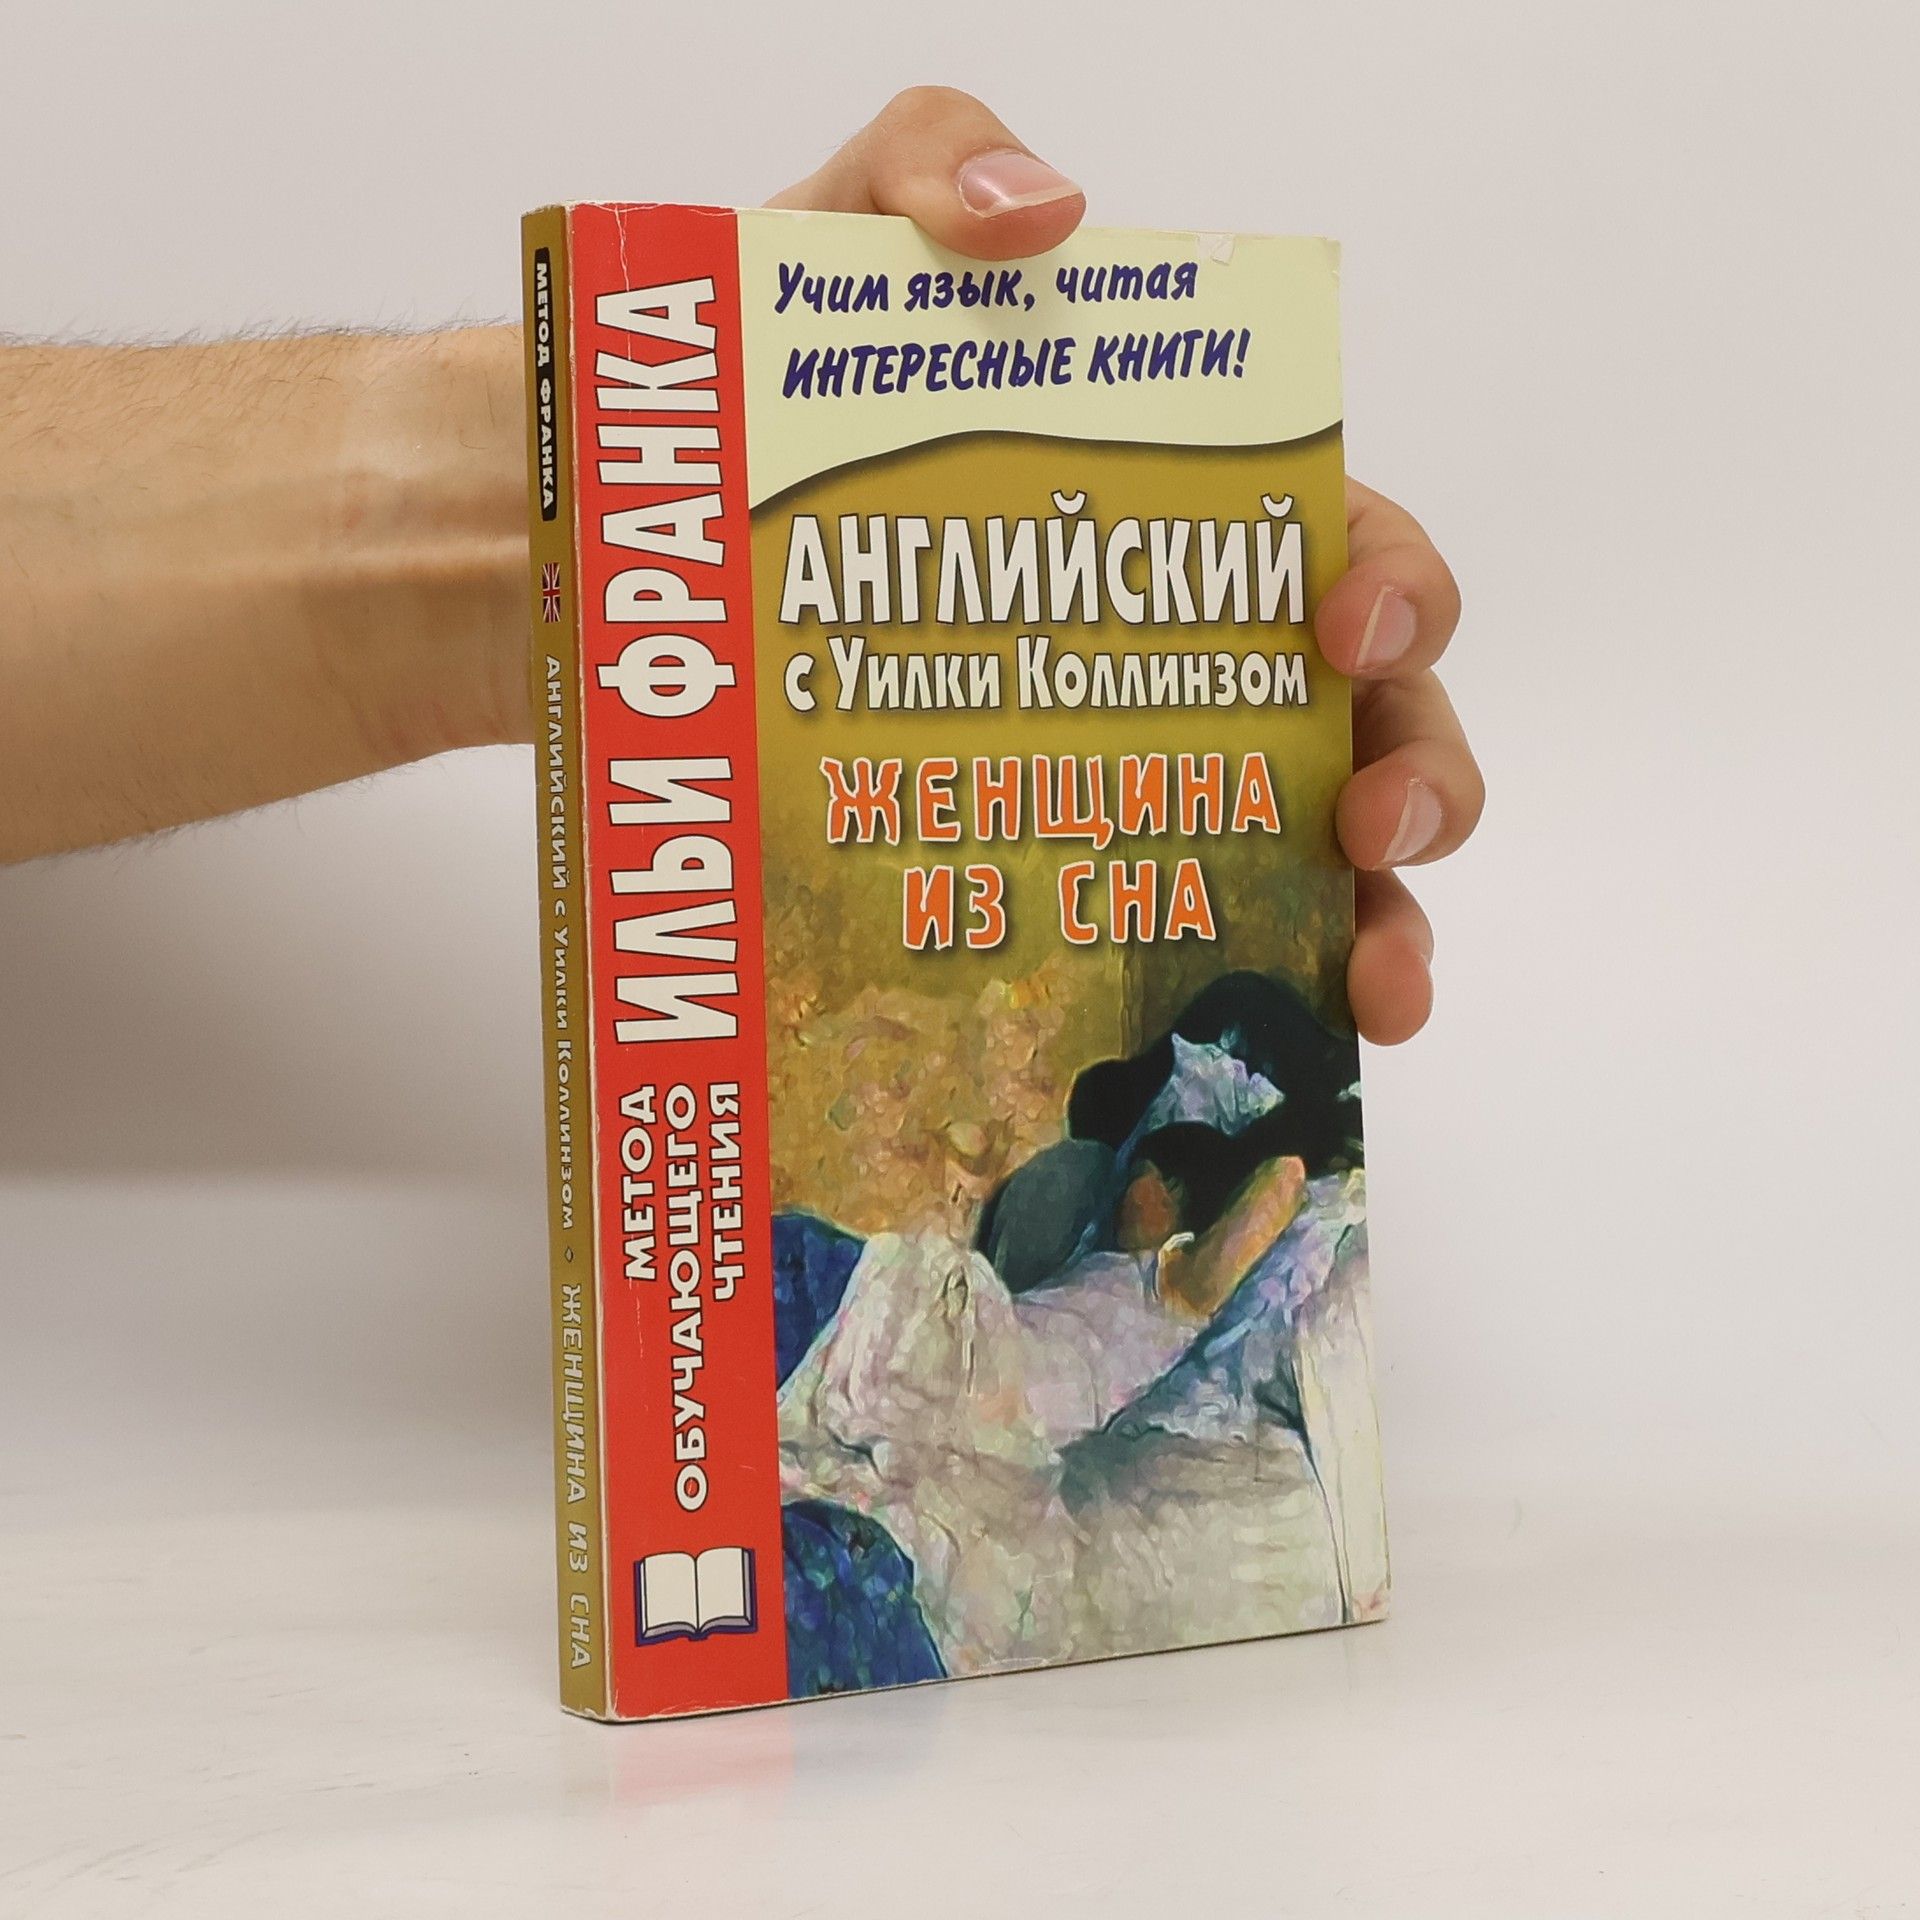 Учим язык, читая
ИНТЕРЕСНЫЕ КНИГИ!
АНГЛИЙСКИЙ
с Уилки Коллинзом
ЖЕНЩИНА
ИЗ СНА
МЕТОД
ОБУЧАЮЩЕГО
ЧТЕНИЯ
ИЛЬИ ФРАНКА
МЕТОД ФРАНКА
АНГЛИЙСКИЙ с Уилки Коллинзом ⬥ ЖЕНЩИНА ИЗ СНА